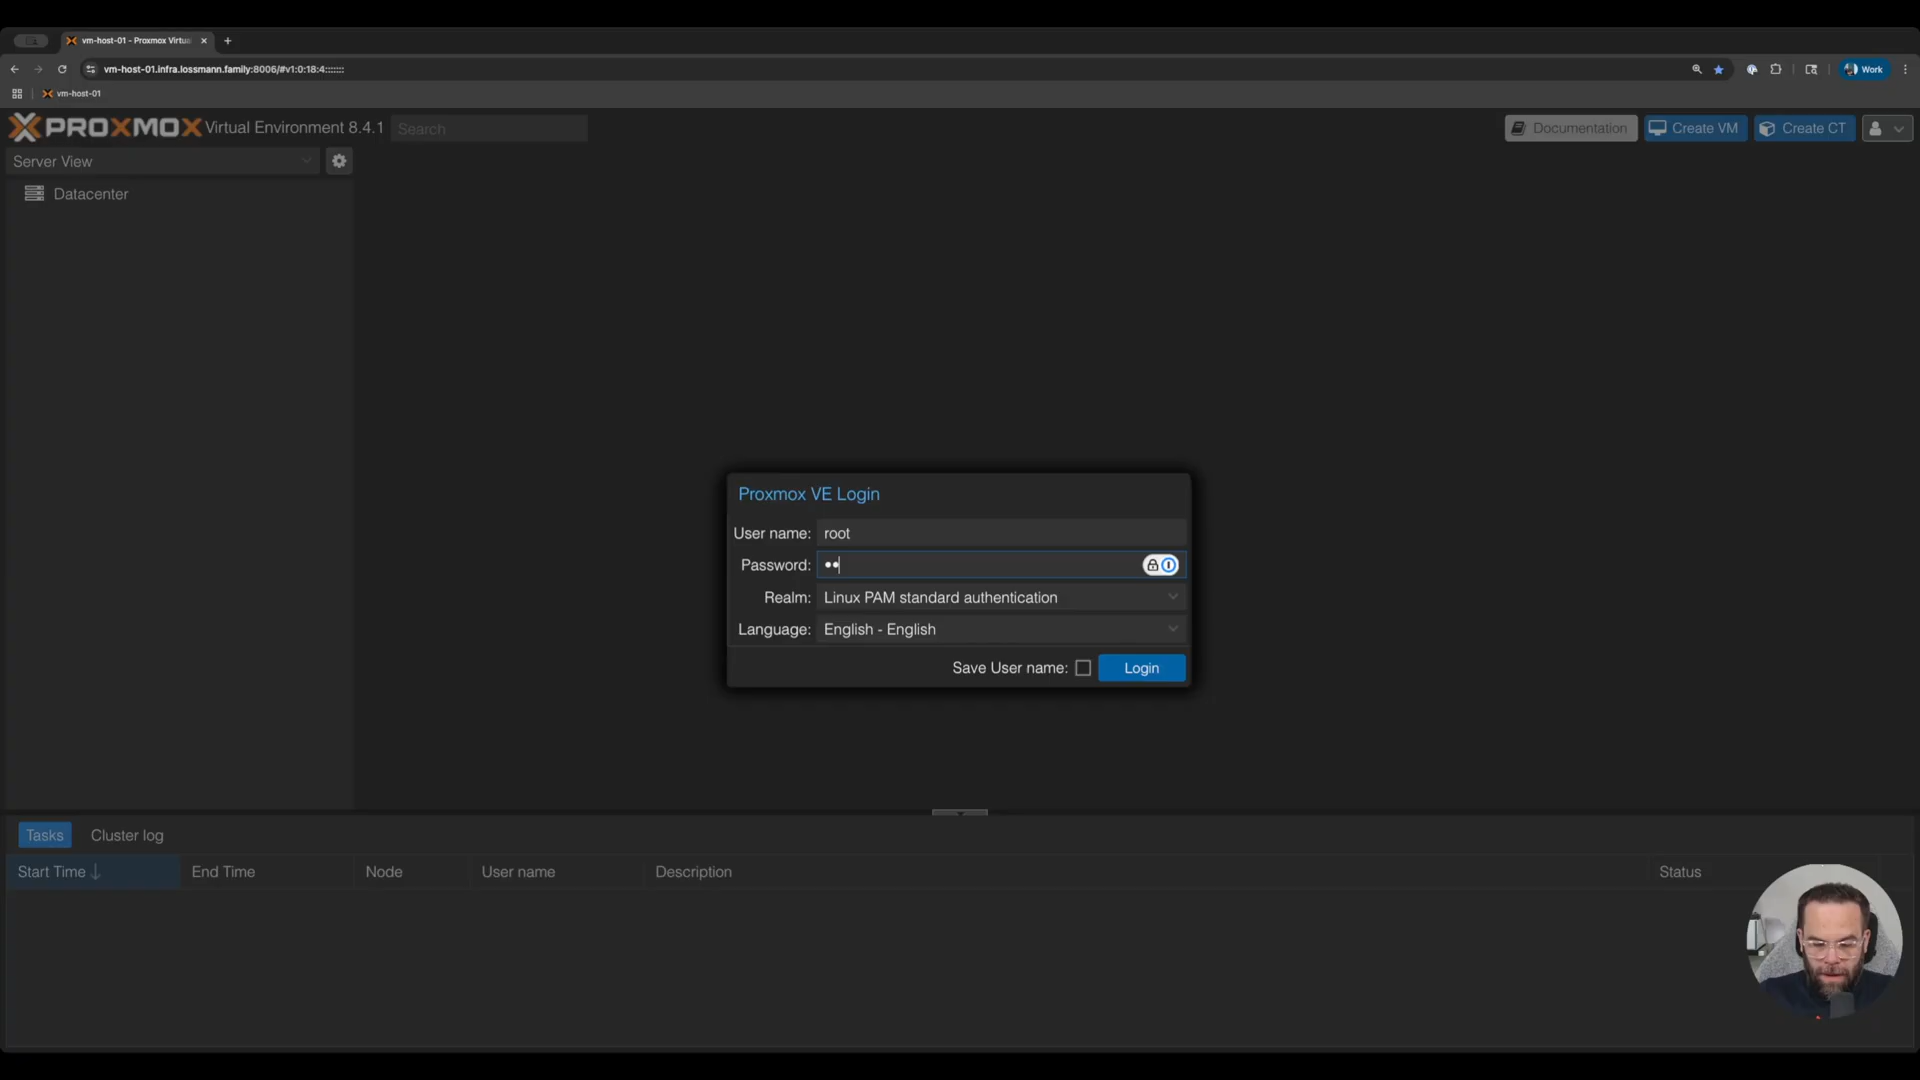 vm-host-01 - Proxmox Virtu
vm-host-01.infra.lossmann.family:8006/#v1:0:18:4:::::::
Work
vm-host-01
PROXMOX Virtual Environment 8.4.1
Search
Documentation
Create VM
Create CT
Server View
Datacenter
Proxmox VE Login
User name: root
Password: ••
Realm: Linux PAM standard authentication
Language: English - English
Save User name:
Login
Tasks
Cluster log
Start Time
End Time
Node
User name
Description
Status